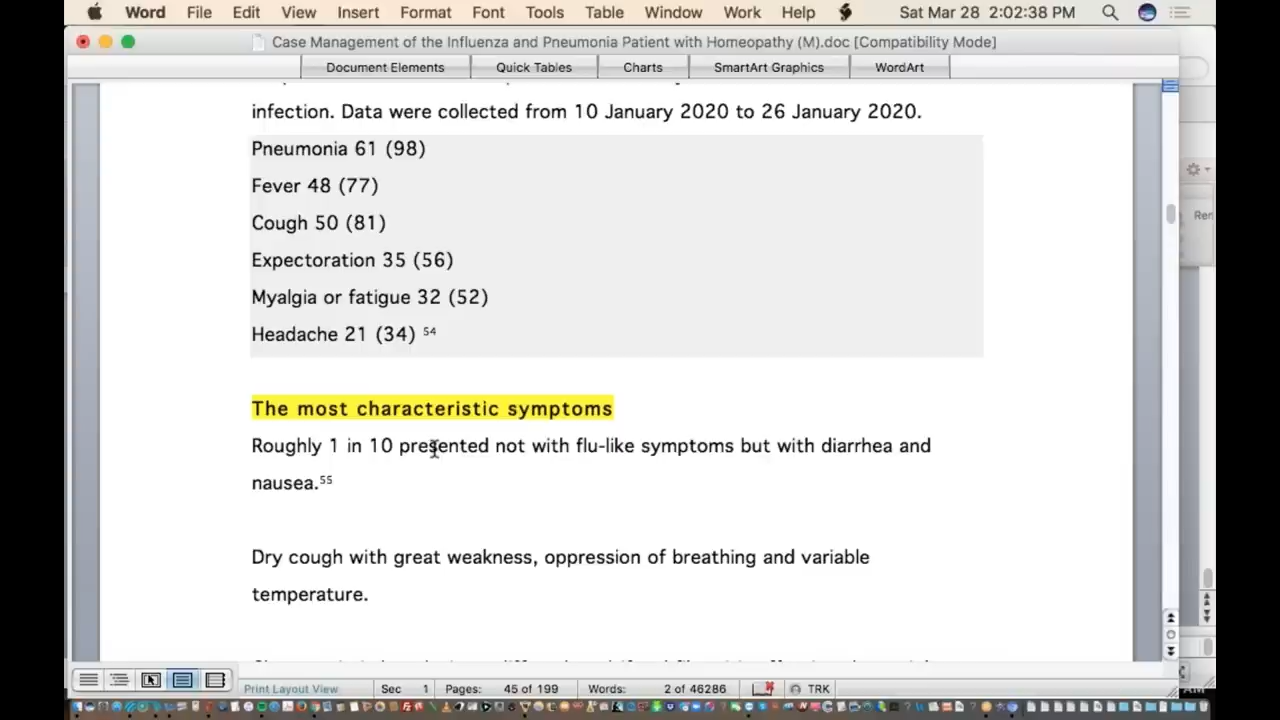 Word File Edit View Insert Format Font Tools Table Window Work Help Sat Mar 28 2:02:38 PM
Case Management of the Influenza and Pneumonia Patient with Homeopathy (M).doc [Compatibility Mode]
Document Elements Quick Tables Charts SmartArt Graphics WordArt
infection. Data were collected from 10 January 2020 to 26 January 2020.
Pneumonia 61 (98)
Fever 48 (77)
Cough 50 (81)
Expectoration 35 (56)
Myalgia or fatigue 32 (52)
Headache 21 (34) 54
The most characteristic symptoms
Roughly 1 in 10 presented not with flu-like symptoms but with diarrhea and
nausea.55
Dry cough with great weakness, oppression of breathing and variable
temperature.
Print Layout View Sec 1 Pages: 45 of 199 Words: 2 of 46286 TRK